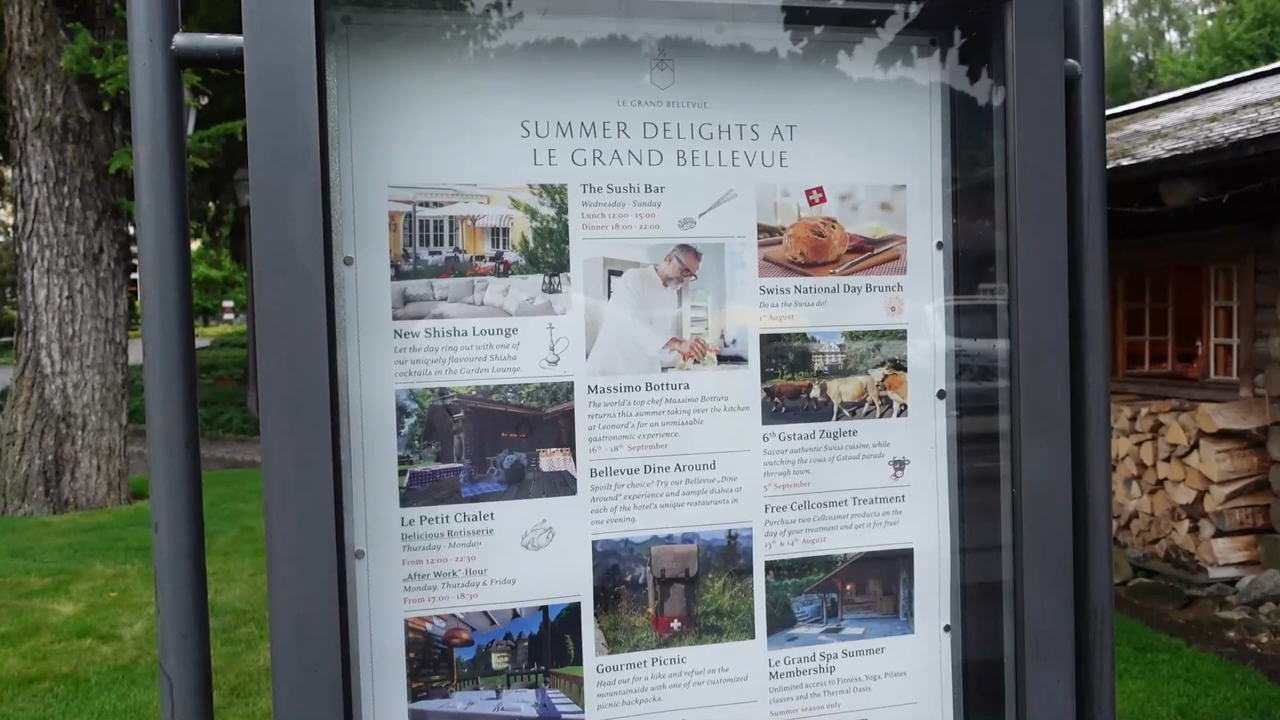 LE GRAND BELLEVUE
SUMMER DELIGHTS AT
LE GRAND BELLEVUE
New Shisha Lounge
Let the day ring out with one of
our uniquely flavoured Shisha
cocktails in the Garden Lounge.
Le Petit Chalet
Delicious Rotisserie
Thursday - Monday
From 12:00 - 22:30
„After Work“-Hour
Monday, Thursday & Friday
From 17:00 - 18:30
The Sushi Bar
Wednesday - Sunday
Lunch 12:00 - 15:00
Dinner 18:00 - 22:00
Massimo Bottura
The world's top chef Massimo Bottura
returns this summer taking over the kitchen
at Leonard's for an unmissable
gastronomic experience.
16th - 18th September
Bellevue Dine Around
Spoilt for choice? Try our Bellevue „Dine
Around“ experience and sample dishes at
each of the hotel's unique restaurants in
one evening.
Gourmet Picnic
Head out for a hike and refuel on the
mountainside with one of our customized
picnic backpacks.
Swiss National Day Brunch
Do as the Swiss do!
1st August
6th Gstaad Züglete
Savour authentic Swiss cuisine, while
watching the cows of Gstaad parade
through town.
5th September
Free Cellcosmet Treatment
Purchase two Cellcosmet products on the
day of your treatment and get it for free!
13th & 14th August
Le Grand Spa Summer
Membership
Unlimited access to Fitness, Yoga, Pilates
classes and the Thermal Oasis.
Summer season only